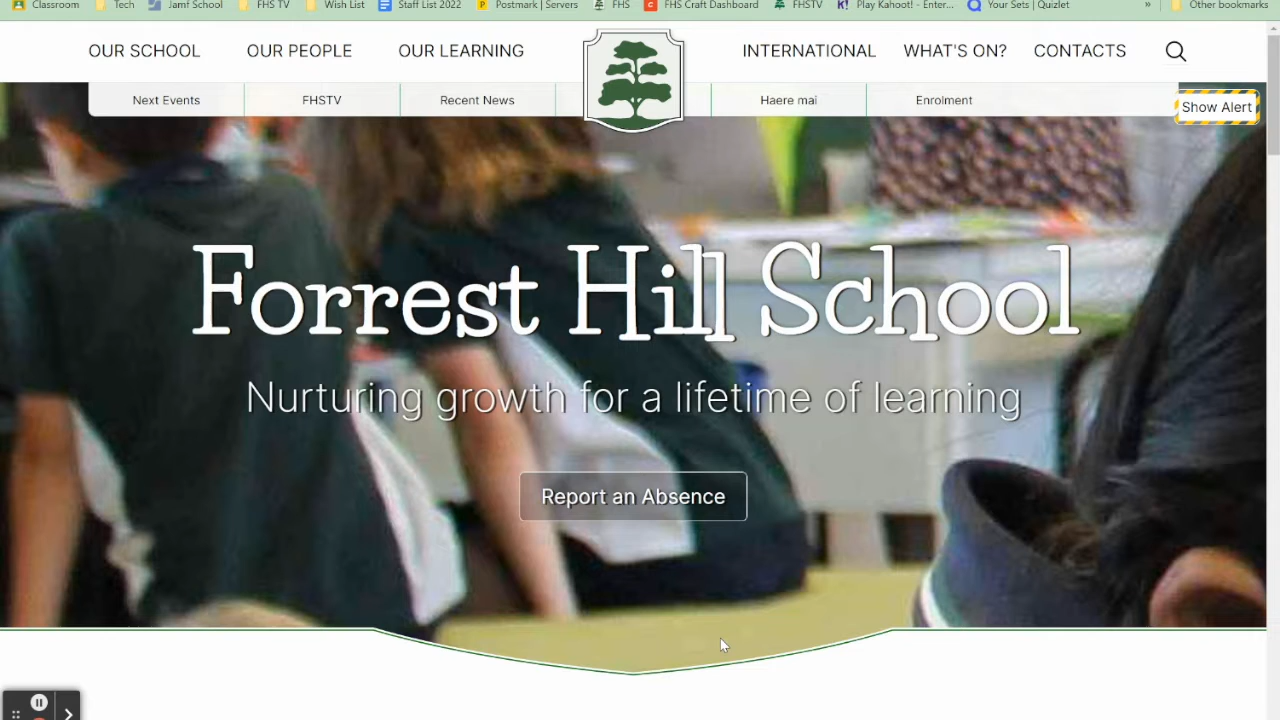 Classroom Tech Jamf School FHS TV Wish List Staff List 2022 Postmark | Servers FHS FHS Craft Dashboard FHSTV Play Kahoot! - Enter... Your Sets | Quizlet » Other bookmarks
OUR SCHOOL OUR PEOPLE OUR LEARNING INTERNATIONAL WHAT'S ON? CONTACTS
Next Events FHSTV Recent News Haere mai Enrolment Show Alert
Forrest Hill School
Nurturing growth for a lifetime of learning
Report an Absence